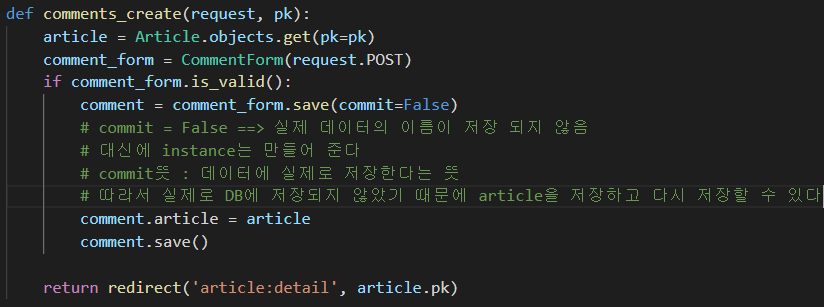 def comments_create(request, pk):
    article = Article.objects.get(pk=pk)
    comment_form = CommentForm(request.POST)
    if comment_form.is_valid():
        comment = comment_form.save(commit=False)
        # commit = False ==> 실제 데이터의 이름이 저장 되지 않음
        # 대신에 instance는 만들어 준다
        # commit뜻 : 데이터에 실제로 저장한다는 뜻
        # 따라서 실제로 DB에 저장되지 않았기 때문에 article을 저장하고 다시 저장할 수 있다
        comment.article = article
        comment.save()
    return redirect('article:detail', article.pk)